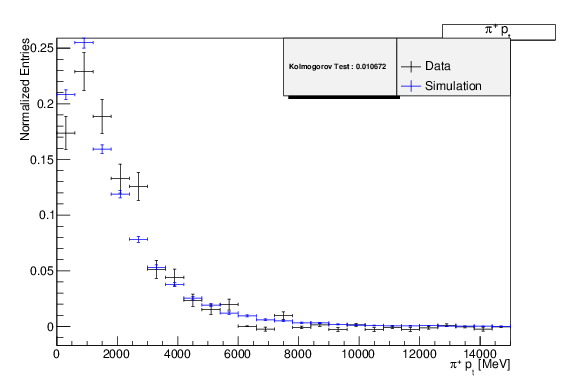 π⁺ pₜ
Normalized Entries
Kolmogorov Test : 0.010672
Data
Simulation
0.25
0.2
0.15
0.1
0.05
0
0 2000 4000 6000 8000 10000 12000 14000
π⁺ pₜ [MeV]